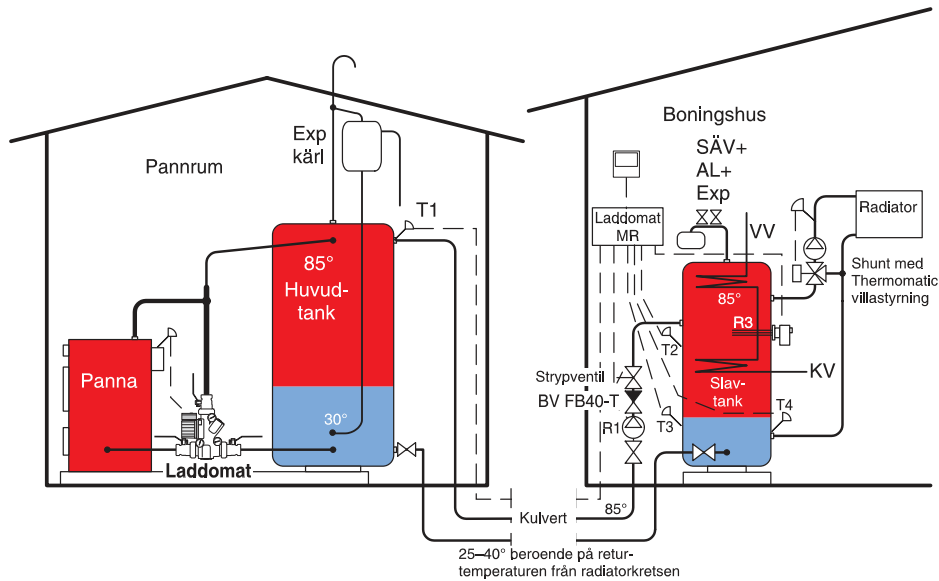 Pannrum
Exp
kärl
T1
85°
Huvud-
tank
30°
Panna
Laddomat
Boningshus
SÄV+
AL+
Exp
Laddomat
MR
VV
Radiator
Shunt med
Thermomatic
villastyrning
85°
R3
T2
Strypventil
BV FB40-T
KV
Slav-
tank
T4
T3
R1
Kulvert
85°
25–40° beroende på retur-
temperaturen från radiatorkretsen